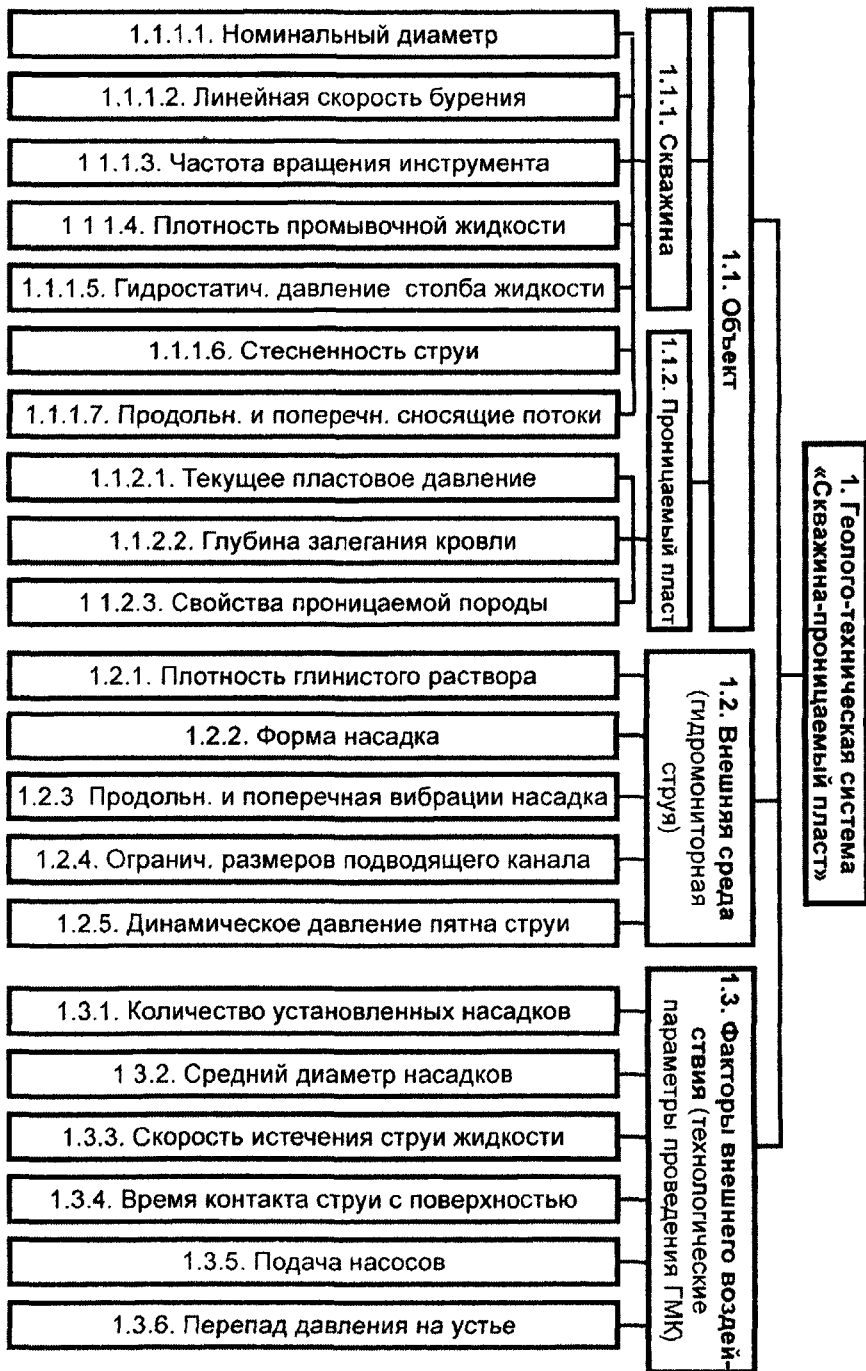 1. Геолого-техническая система
«Скважина-проницаемый пласт»
1.1. Объект
1.1.1. Скважина
1.1.1.1. Номинальный диаметр
1.1.1.2. Линейная скорость бурения
1 1.1.3. Частота вращения инструмента
1 1 1.4. Плотность промывочной жидкости
1.1.1.5. Гидростатич. давление столба жидкости
1.1.1.6. Стесненность струи
1.1.1.7. Продольн. и поперечн. сносящие потоки
1.1.2. Проницаемый пласт
1.1.2.1. Текущее пластовое давление
1.1.2.2. Глубина залегания кровли
1 1.2.3. Свойства проницаемой породы
1.2. Внешняя среда
(гидромониторная
струя)
1.2.1. Плотность глинистого раствора
1.2.2. Форма насадка
1.2.3 Продольн. и поперечная вибрации насадка
1.2.4. Огранич. размеров подводящего канала
1.2.5. Динамическое давление пятна струи
1.3. Факторы внешнего воздей-
ствия (технологические
параметры проведения ГМК)
1.3.1. Количество установленных насадков
1 3.2. Средний диаметр насадков
1.3.3. Скорость истечения струи жидкости
1.3.4. Время контакта струи с поверхностью
1.3.5. Подача насосов
1.3.6. Перепад давления на устье